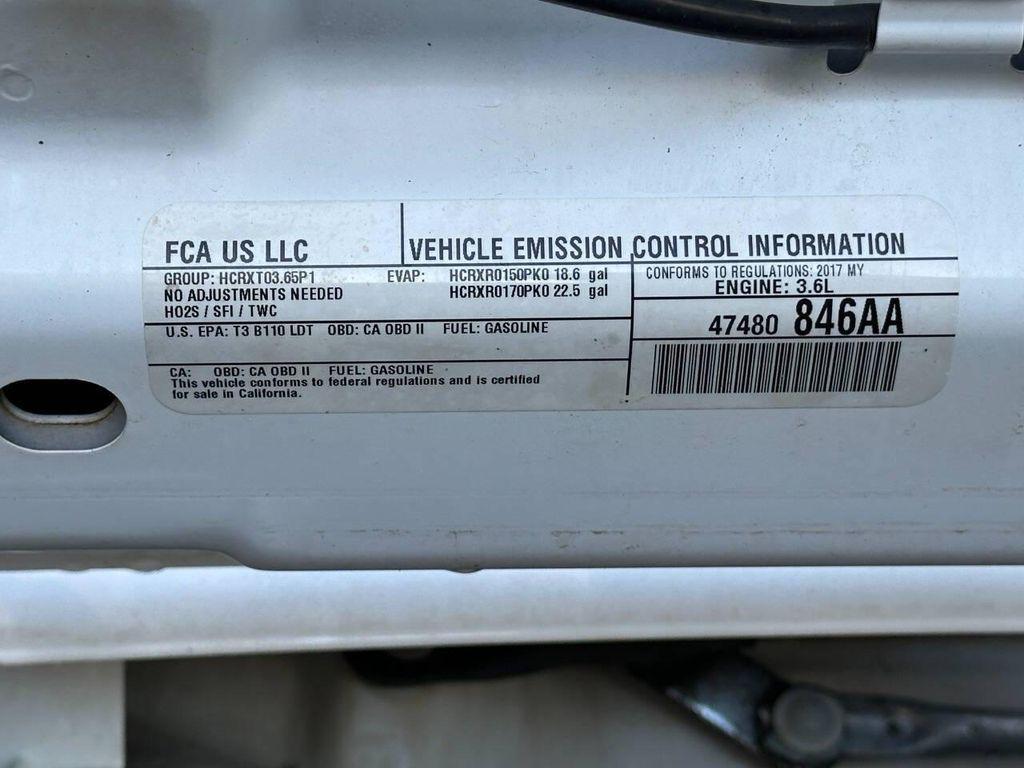 FCA US LLC
VEHICLE EMISSION CONTROL INFORMATION
GROUP: HCRXT03.65P1
EVAP: HCRXR0150PK0 18.6 gal
HCRXR0170PK0 22.5 gal
NO ADJUSTMENTS NEEDED
HO2S / SFI / TWC
U.S. EPA: T3 B110 LDT OBD: CA OBD II FUEL: GASOLINE
CA: OBD: CA OBD II FUEL: GASOLINE
This vehicle conforms to federal regulations and is certified
for sale in California.
CONFORMS TO REGULATIONS: 2017 MY
ENGINE: 3.6L
47480 846AA